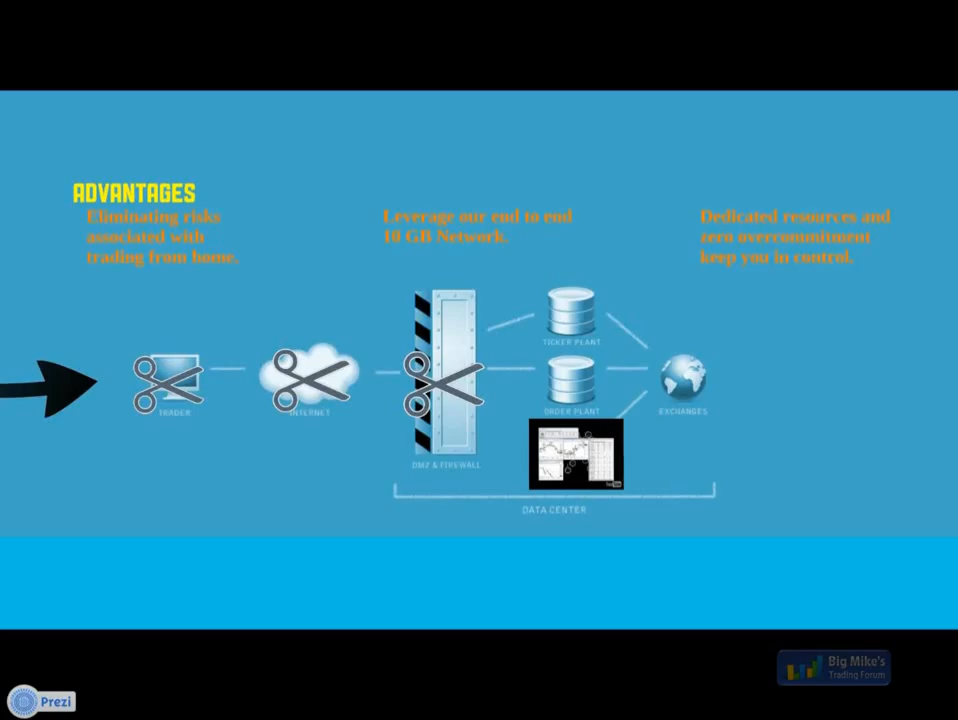 ADVANTAGES
Eliminating risks
associated with
trading from home.
Leverage our end to end
10 GB Network.
Dedicated resources and
zero overcommitment
keep you in control.
TICKER PLANT
TRADER
INTERNET
ORDER PLANT
EXCHANGES
DMZ & FIREWALL
DATA CENTER
Big Mike's
Trading Forum
Prezi